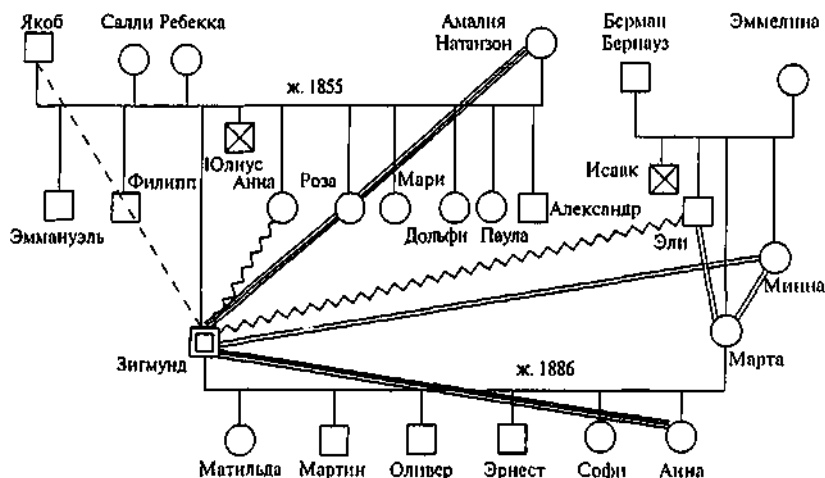 Якоб
Салли Ребекка
Амалия
Натанзон
Берман
Бернауз
Эммелина
ж. 1855
Юлиус
Исаак
Филипп
Анна
Роза
Мари
Александр
Эммануэль
Дольфи
Паула
Эли
Минна
Зигмунд
Марта
ж. 1886
Матильда
Мартин
Оливер
Эрнест
Софи
Анна